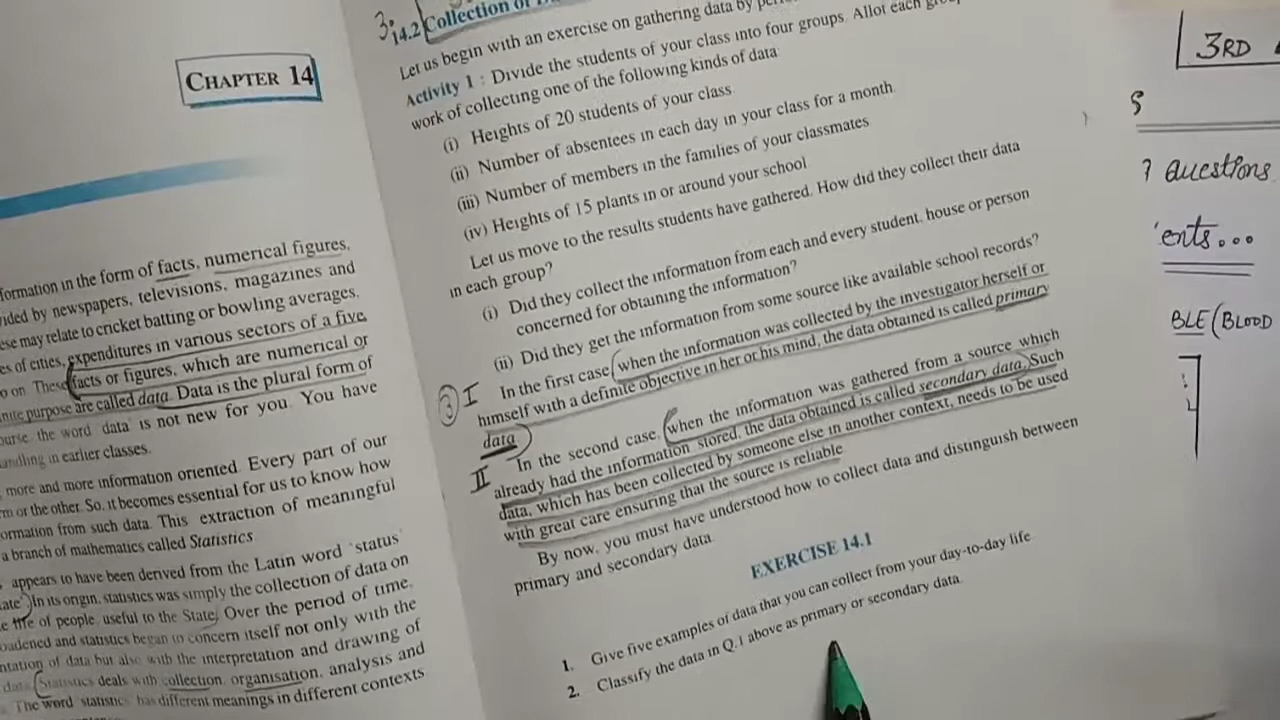 CHAPTER 14
formation in the form of facts, numerical figures,
by newspapers, televisions, magazines and
may relate to cricket batting or bowling averages,
of cities, expenditures in various sectors of a five
on. These facts or figures, which are numerical or
purpose are called data. Data is the plural form of
the word 'data' is not new for you. You have
in earlier classes.
more and more information oriented. Every part of our
or the other. So, it becomes essential for us to know how
from such data. This extraction of meaningful
a branch of mathematics called Statistics
appears to have been derived from the Latin word 'status'
In its origin, statistics was simply the collection of data on
of people, useful to the State. Over the period of time,
and statistics began to concern itself not only with the
of data but also with the interpretation and drawing of
data. Statistics deals with collection, organisation, analysis and
The word 'statistics' has different meanings in different contexts
3.
14.2 Collection of
Let us begin with an exercise on gathering data by
Activity 1 : Divide the students of your class into four groups. Allot each
work of collecting one of the following kinds of data
(i) Heights of 20 students of your class.
(ii) Number of absentees in each day in your class for a month.
(iii) Number of members in the families of your classmates
(iv) Heights of 15 plants in or around your school
Let us move to the results students have gathered. How did they collect their data
in each group?
(i) Did they collect the information from each and every student, house or person
concerned for obtaining the information?
(ii) Did they get the information from some source like available school records?
③ I In the first case, when the information was collected by the investigator herself or
himself with a definite objective in her or his mind, the data obtained is called primary
data.
II In the second case, when the information was gathered from a source which
already had the information stored, the data obtained is called secondary data. Such
data, which has been collected by someone else in another context, needs to be used
with great care ensuring that the source is reliable
By now, you must have understood how to collect data and distinguish between
primary and secondary data.
EXERCISE 14.1
1. Give five examples of data that you can collect from your day-to-day life.
2. Classify the data in Q.1 above as primary or secondary data.
3RD
S
Questions
ents...
BLE (BLOOD